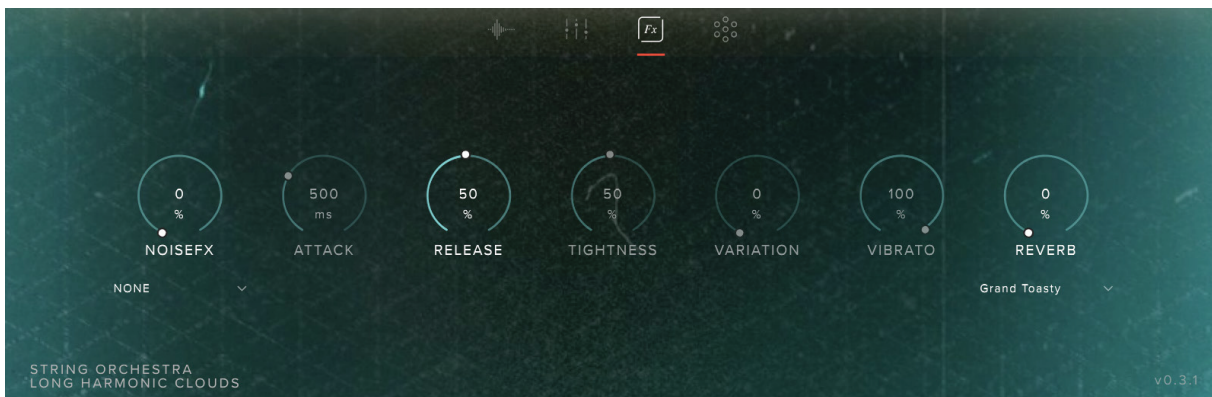 Fx
0
%
NOISEFX
NONE
500
ms
ATTACK
50
%
RELEASE
50
%
TIGHTNESS
0
%
VARIATION
100
%
VIBRATO
0
%
REVERB
Grand Toasty
STRING ORCHESTRA
LONG HARMONIC CLOUDS
v0.3.1